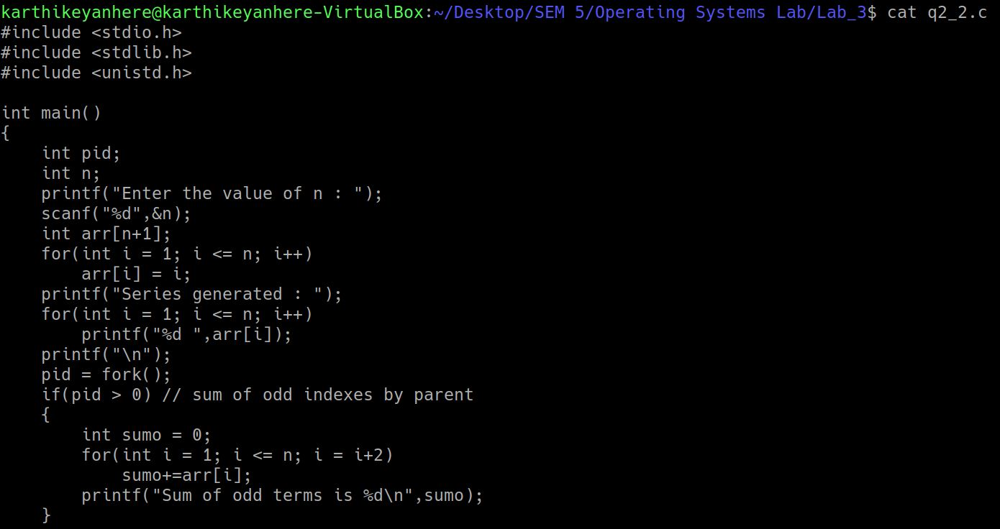 karthikeyanhere@karthikeyanhere-VirtualBox:~/Desktop/SEM 5/Operating Systems Lab/Lab_3$ cat q2_2.c
#include <stdio.h>
#include <stdlib.h>
#include <unistd.h>

int main()
{
    int pid;
    int n;
    printf("Enter the value of n : ");
    scanf("%d",&n);
    int arr[n+1];
    for(int i = 1; i <= n; i++)
        arr[i] = i;
    printf("Series generated : ");
    for(int i = 1; i <= n; i++)
        printf("%d ",arr[i]);
    printf("\n");
    pid = fork();
    if(pid > 0) // sum of odd indexes by parent
    {
        int sumo = 0;
        for(int i = 1; i <= n; i = i+2)
            sumo+=arr[i];
        printf("Sum of odd terms is %d\n",sumo);
    }